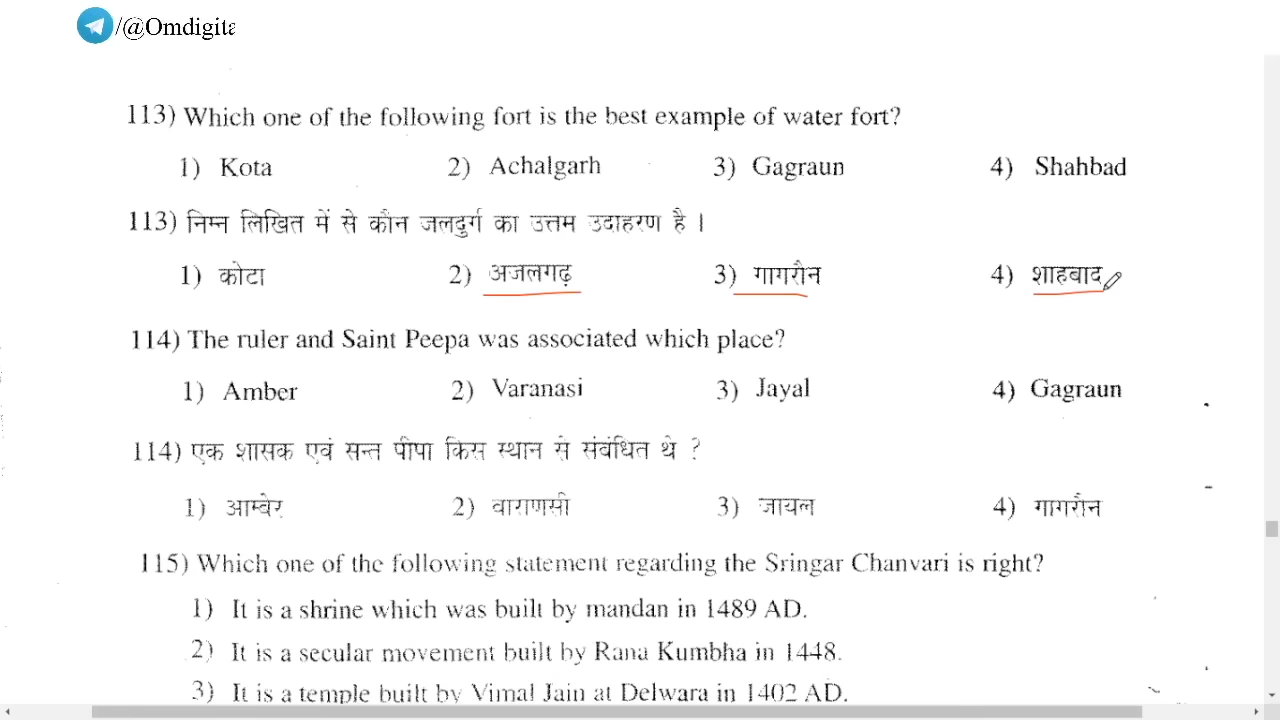 /@Omdigita
113) Which one of the following fort is the best example of water fort?
1) Kota 2) Achalgarh 3) Gagraun 4) Shahbad
113) निम्न लिखित में से कौन जलदुर्ग का उत्तम उदाहरण है ।
1) कोटा 2) अजलगढ़ 3) गागरौन 4) शाहबाद
114) The ruler and Saint Peepa was associated which place?
1) Amber 2) Varanasi 3) Jayal 4) Gagraun
114) एक शासक एवं सन्त पीपा किस स्थान से संबंधित थे ?
1) आम्बेर 2) वाराणसी 3) जायल 4) गागरौन
115) Which one of the following statement regarding the Sringar Chanvari is right?
1) It is a shrine which was built by mandan in 1489 AD.
2) It is a secular movement built by Rana Kumbha in 1448.
3) It is a temple built by Vimal Jain at Delwara in 1402 AD.